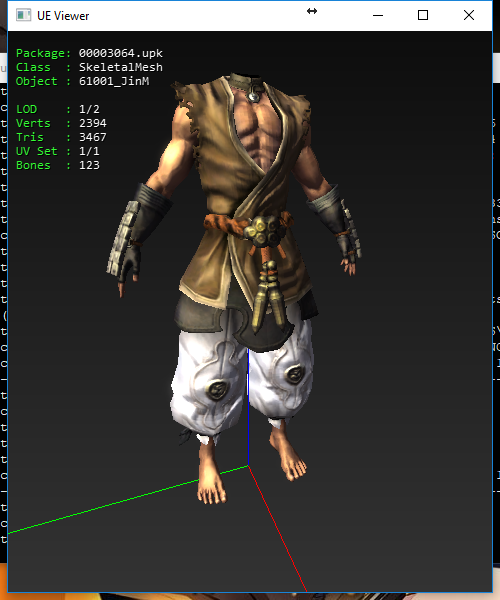 UE Viewer
Package: 00003064.upk
Class : SkeletalMesh
Object : 61001_JinM
LOD : 1/2
Verts : 2394
Tris : 3467
UV Set : 1/1
Bones : 123